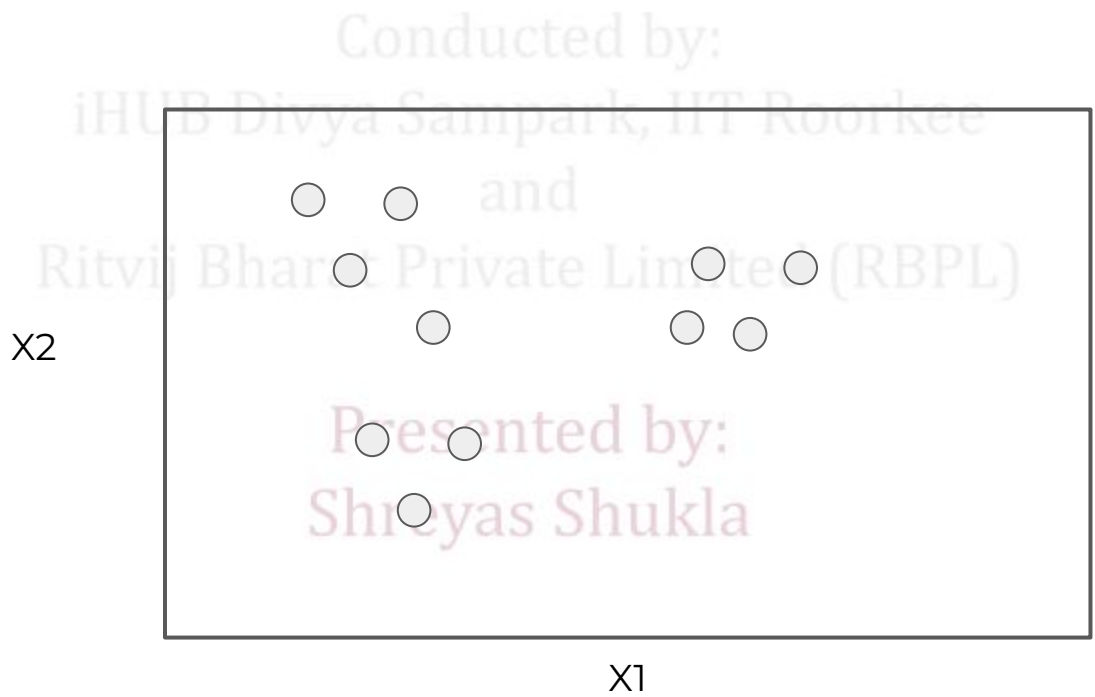 Conducted by:
iHUB Divya Sampark, IIT Roorkee
and
Ritvij Bharat Private Limited (RBPL)
X2
Presented by:
Shreyas Shukla
X1